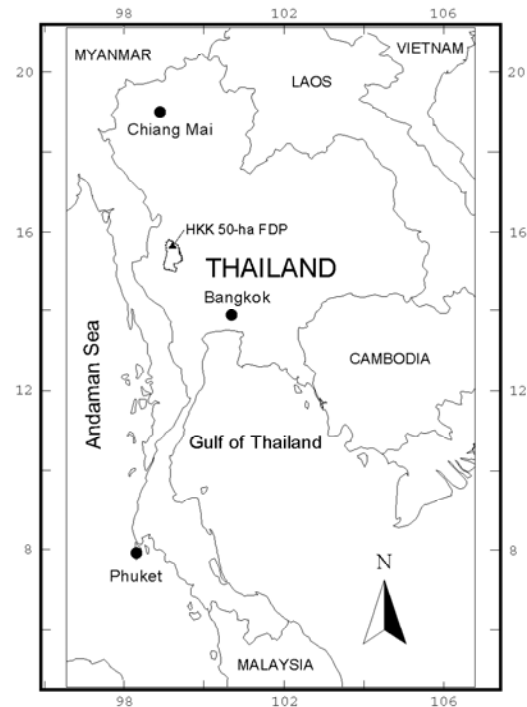 98 102 106
MYANMAR
VIETNAM
20 20
LAOS
Chiang Mai
16 16
HKK 50-ha FDP
THAILAND
Bangkok
CAMBODIA
12 12
Andaman Sea
Gulf of Thailand
8 8
N
Phuket
MALAYSIA
98 102 106